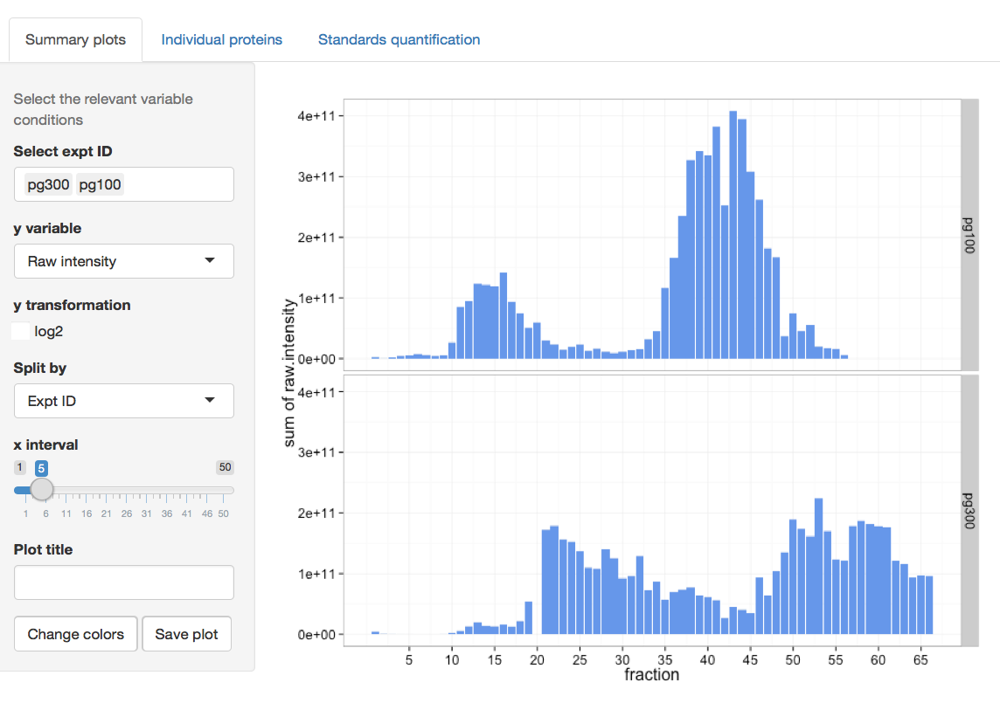 Summary plots Individual proteins Standards quantification
Select the relevant variable
conditions
Select expt ID
pg300 pg100
y variable
Raw intensity
y transformation
log2
Split by
Expt ID
x interval
1 5 50
1 6 11 16 21 26 31 36 41 46 50
Plot title
Change colors Save plot
sum of raw.intensity
4e+11
3e+11
2e+11
1e+11
0e+00
pg100
4e+11
3e+11
2e+11
1e+11
0e+00
pg300
5 10 15 20 25 30 35 40 45 50 55 60 65
fraction